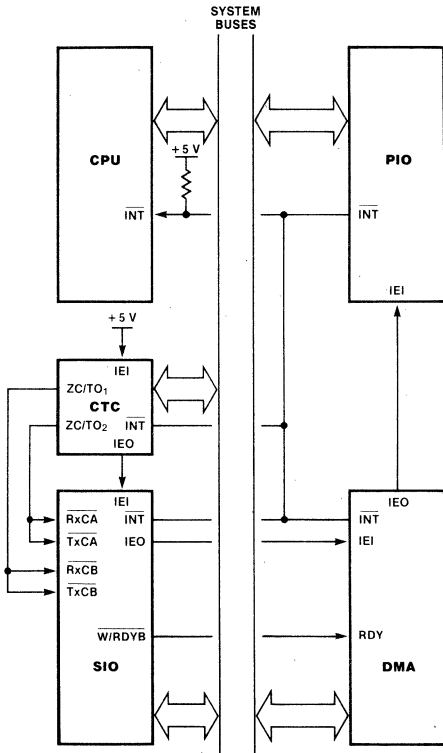 SYSTEM
BUSES
CPU
+5 V
INT
PIO
INT
IEI
+5 V
IEI
ZC/TO1
CTC
ZC/TO2
INT
IEO
IEI
RxCA
INT
TxCA
IEO
RxCB
TxCB
W/RDYB
SIO
IEO
INT
IEI
RDY
DMA